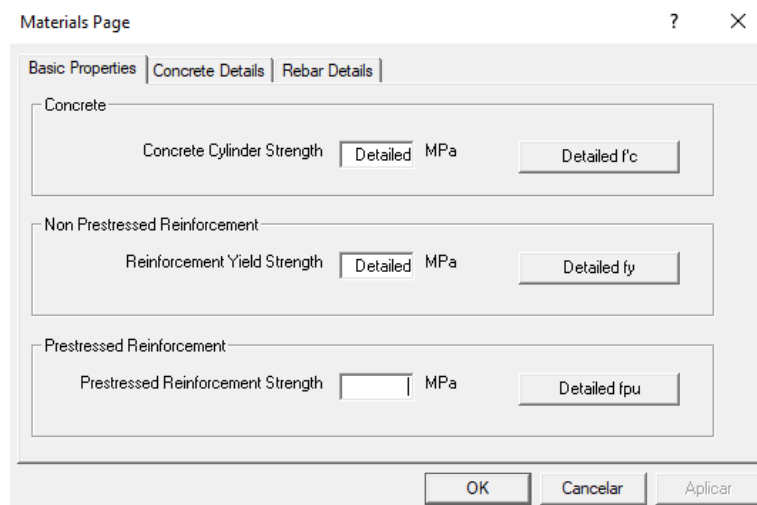 Materials Page ?
Basic Properties Concrete Details Rebar Details
Concrete
Concrete Cylinder Strength Detailed MPa Detailed f'c
Non Prestressed Reinforcement
Reinforcement Yield Strength Detailed MPa Detailed fy
Prestressed Reinforcement
Prestressed Reinforcement Strength MPa Detailed fpu
OK Cancelar Aplicar